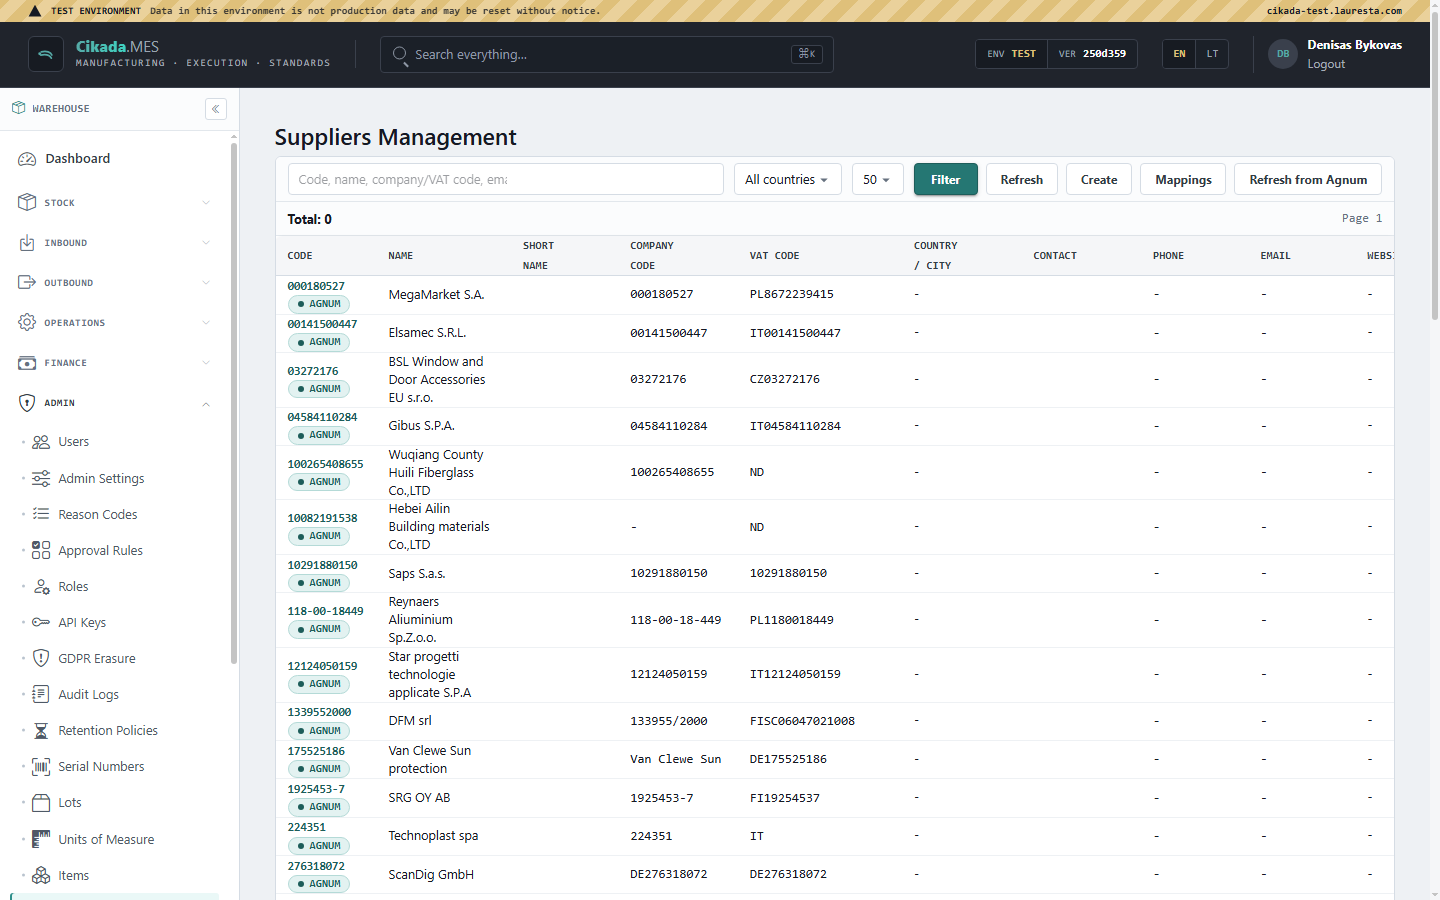 TEST ENVIRONMENT Data in this environment is not production data and may be reset without notice.
cikada-test.lauresta.com
Cikada.MES
MANUFACTURING · EXECUTION · STANDARDS
Search everything...
⌘K
ENV TEST
VER 250d359
EN
LT
DB
Denisas Bykovas
Logout
WAREHOUSE
Dashboard
STOCK
INBOUND
OUTBOUND
OPERATIONS
FINANCE
ADMIN
Users
Admin Settings
Reason Codes
Approval Rules
Roles
API Keys
GDPR Erasure
Audit Logs
Retention Policies
Serial Numbers
Lots
Units of Measure
Items
Suppliers Management
Code, name, company/VAT code, ema
All countries
50
Filter
Refresh
Create
Mappings
Refresh from Agnum
Total: 0
Page 1
CODE NAME SHORT NAME COMPANY CODE VAT CODE COUNTRY / CITY CONTACT PHONE EMAIL WEBSI
000180527 AGNUM MegaMarket S.A. 000180527 PL8672239415 - - - -
00141500447 AGNUM Elsamec S.R.L. 00141500447 IT00141500447 - - - -
03272176 AGNUM BSL Window and Door Accessories EU s.r.o. 03272176 CZ03272176 - - - -
04584110284 AGNUM Gibus S.P.A. 04584110284 IT04584110284 - - - -
100265408655 AGNUM Wuqiang County Huili Fiberglass Co.,LTD 100265408655 ND - - - -
10082191538 AGNUM Hebei Ailin Building materials Co.,LTD - ND - - - -
10291880150 AGNUM Saps S.a.s. 10291880150 10291880150 - - - -
118-00-18449 AGNUM Reynaers Aliuminium Sp.Z.o.o. 118-00-18-449 PL1180018449 - - - -
12124050159 AGNUM Star progetti technologie applicate S.P.A 12124050159 IT12124050159 - - - -
1339552000 AGNUM DFM srl 133955/2000 FISC06047021008 - - - -
175525186 AGNUM Van Clewe Sun protection Van Clewe Sun DE175525186 - - - -
1925453-7 AGNUM SRG OY AB 1925453-7 FI19254537 - - - -
224351 AGNUM Technoplast spa 224351 IT - - - -
276318072 AGNUM ScanDig GmbH DE276318072 DE276318072 - - - -